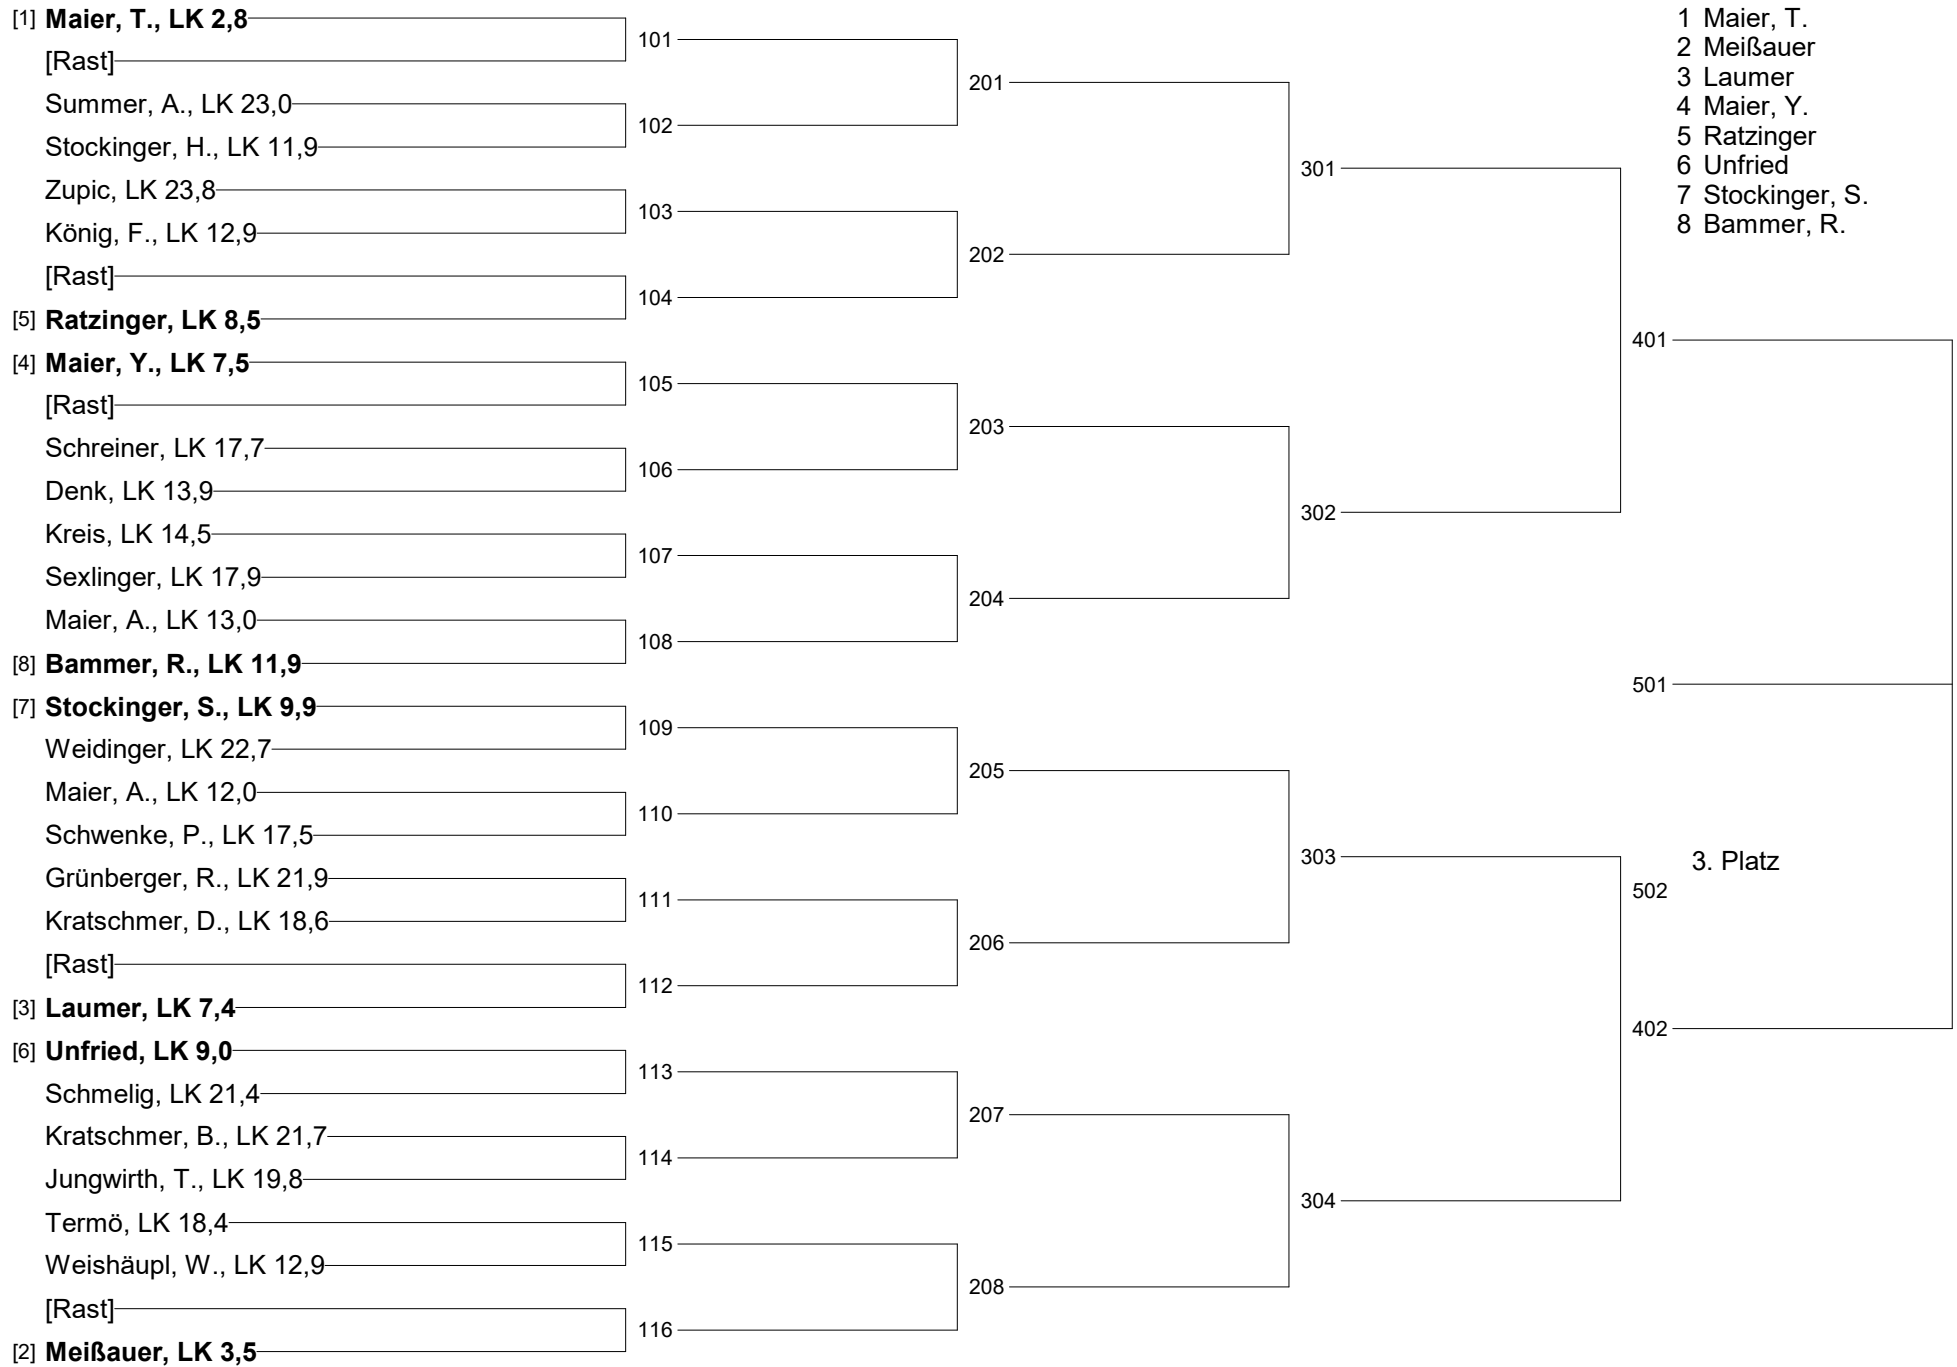 [1] Maier, T., LK 2,8
[Rast]
Summer, A., LK 23,0
Stockinger, H., LK 11,9
Zupic, LK 23,8
König, F., LK 12,9
[Rast]
[5] Ratzinger, LK 8,5
[4] Maier, Y., LK 7,5
[Rast]
Schreiner, LK 17,7
Denk, LK 13,9
Kreis, LK 14,5
Sexlinger, LK 17,9
Maier, A., LK 13,0
[8] Bammer, R., LK 11,9
[7] Stockinger, S., LK 9,9
Weidinger, LK 22,7
Maier, A., LK 12,0
Schwenke, P., LK 17,5
Grünberger, R., LK 21,9
Kratschmer, D., LK 18,6
[Rast]
[3] Laumer, LK 7,4
[6] Unfried, LK 9,0
Schmelig, LK 21,4
Kratschmer, B., LK 21,7
Jungwirth, T., LK 19,8
Termö, LK 18,4
Weishäupl, W., LK 12,9
[Rast]
[2] Meißauer, LK 3,5
101
102
103
104
105
106
107
108
109
110
111
112
113
114
115
116
201
202
203
204
205
206
207
208
301
302
303
304
401
501
3. Platz
502
402
1 Maier, T.
2 Meißauer
3 Laumer
4 Maier, Y.
5 Ratzinger
6 Unfried
7 Stockinger, S.
8 Bammer, R.